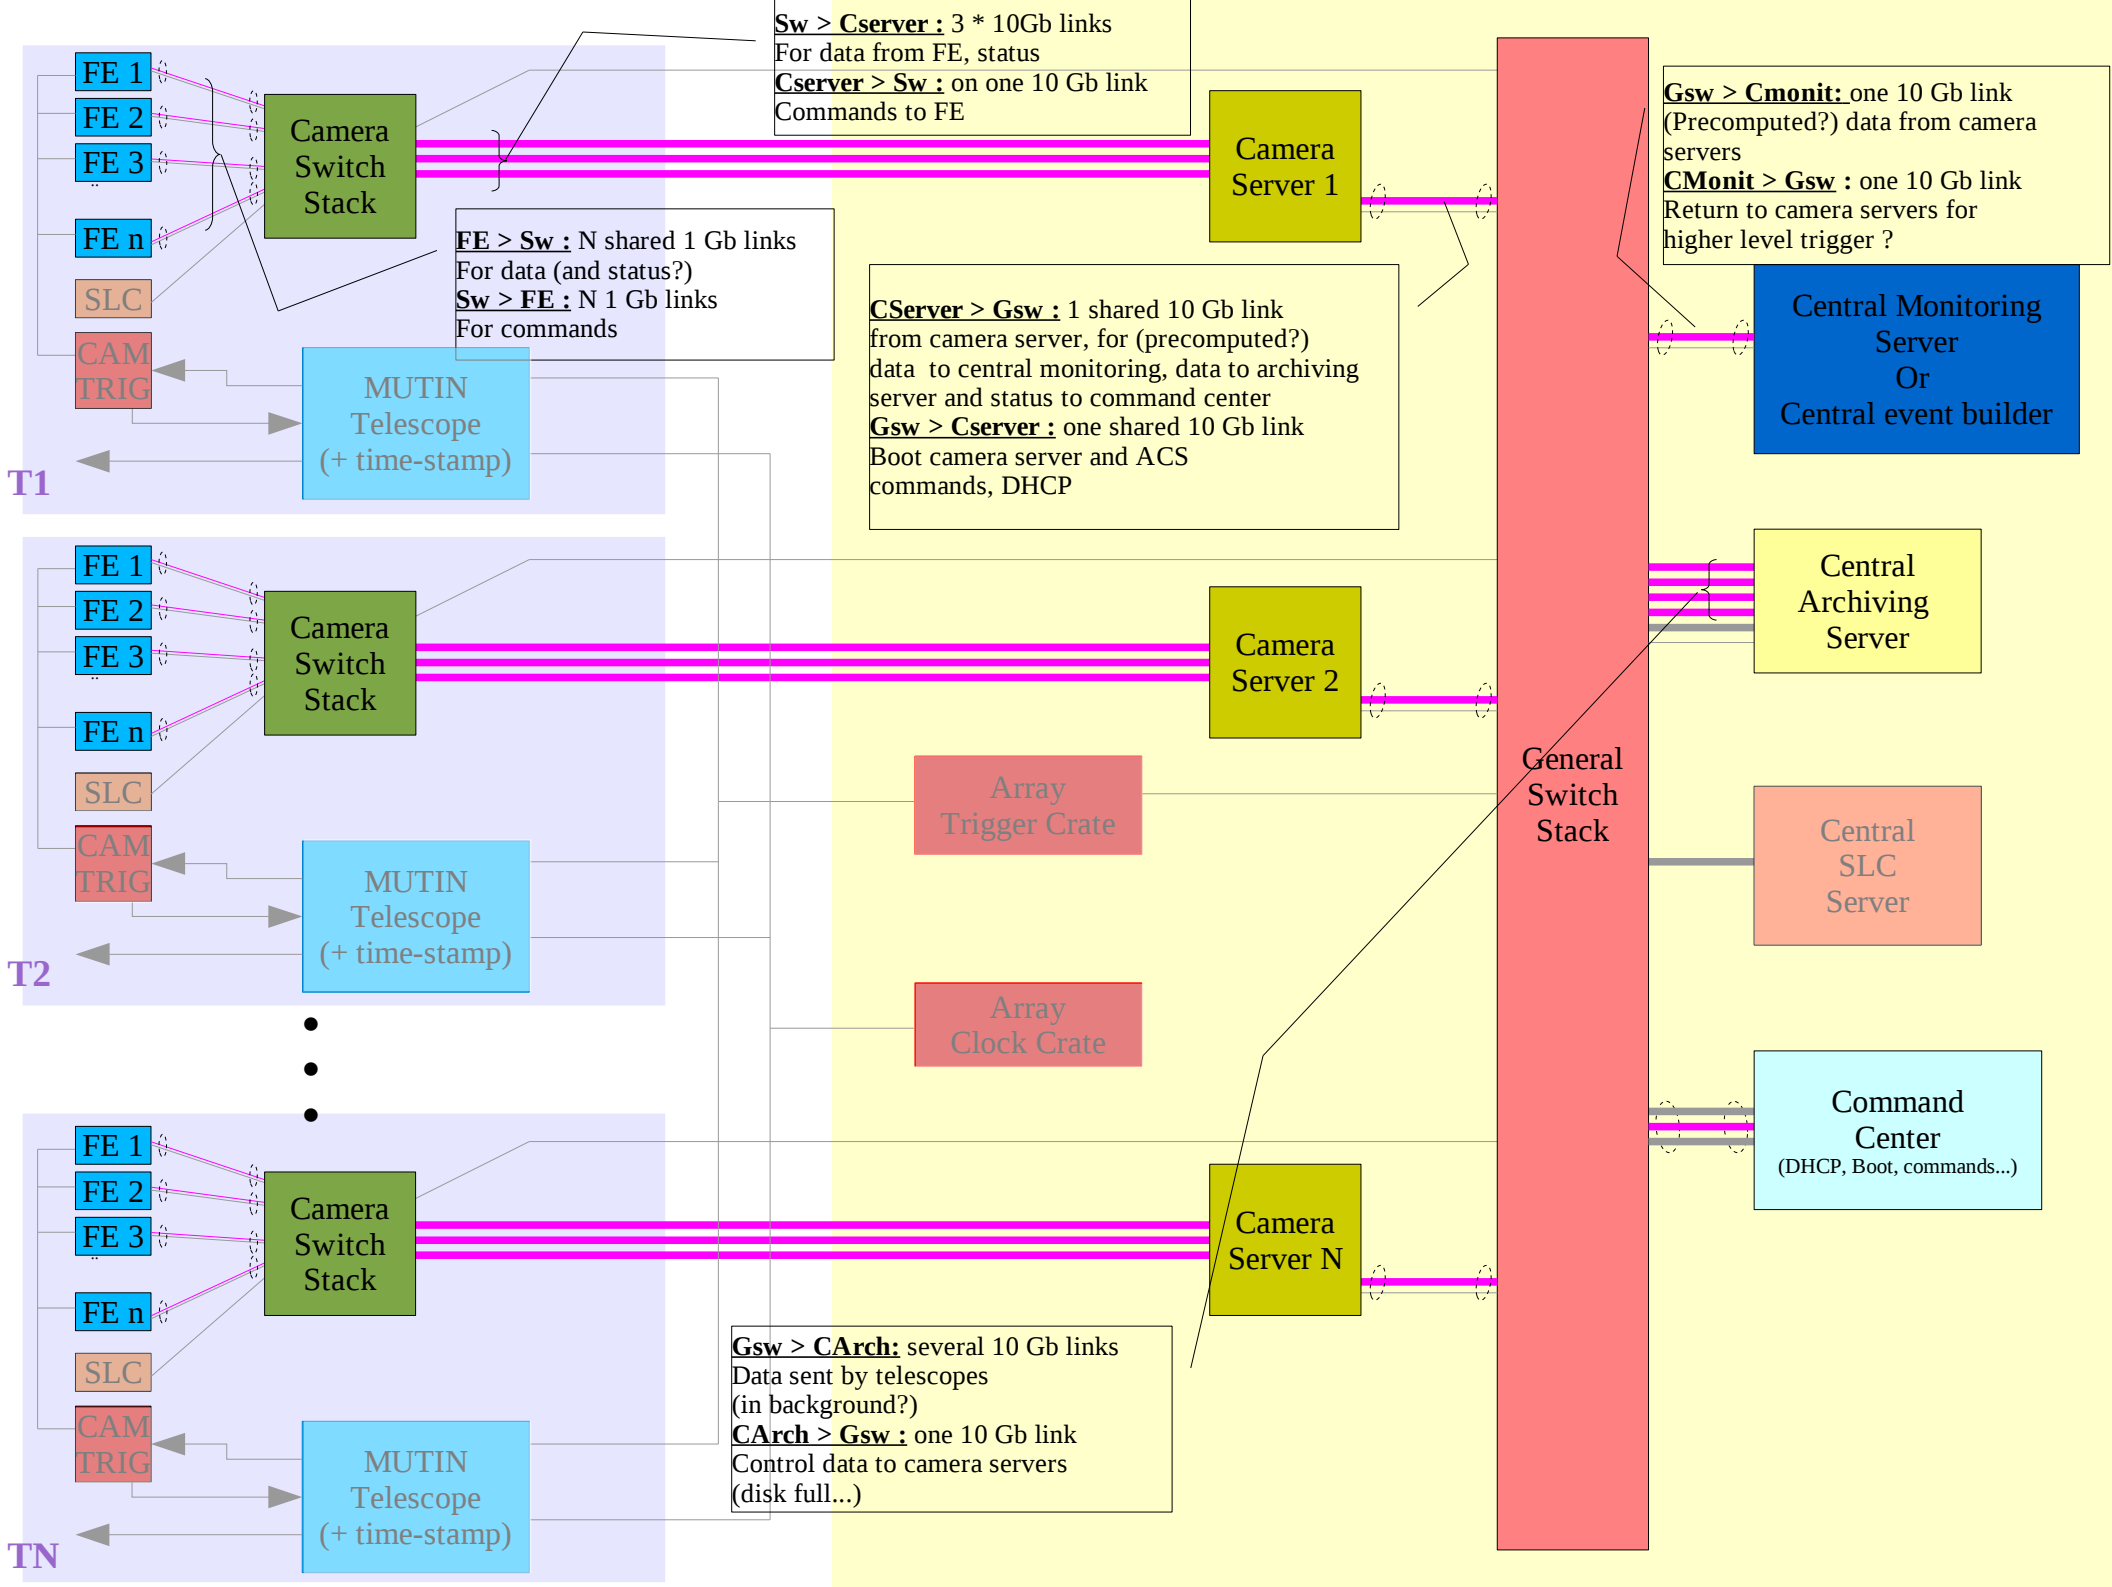 Sw > Cserver : 3 * 10Gb links
For data from FE, status
Cserver > Sw : on one 10 Gb link
Commands to FE
Gsw > Cmonit: one 10 Gb link
(Precomputed?) data from camera
servers
CMonit > Gsw : one 10 Gb link
Return to camera servers for
higher level trigger ?
FE 1
FE 2
FE 3
..
FE n
SLC
CAM
TRIG
Camera
Switch
Stack
FE > Sw : N shared 1 Gb links
For data (and status?)
Sw > FE : N 1 Gb links
For commands
MUTIN
Telescope
(+ time-stamp)
T1
Camera
Server 1
CServer > Gsw : 1 shared 10 Gb link
from camera server, for (precomputed?)
data to central monitoring, data to archiving
server and status to command center
Gsw > Cserver : one shared 10 Gb link
Boot camera server and ACS
commands, DHCP
Central Monitoring
Server
Or
Central event builder
FE 1
FE 2
FE 3
..
FE n
SLC
CAM
TRIG
Camera
Switch
Stack
MUTIN
Telescope
(+ time-stamp)
T2
Camera
Server 2
Array
Trigger Crate
Array
Clock Crate
General
Switch
Stack
Central
Archiving
Server
Central
SLC
Server
Command
Center
(DHCP, Boot, commands...)
FE 1
FE 2
FE 3
..
FE n
SLC
CAM
TRIG
Camera
Switch
Stack
MUTIN
Telescope
(+ time-stamp)
TN
Camera
Server N
Gsw > CArch: several 10 Gb links
Data sent by telescopes
(in background?)
CArch > Gsw : one 10 Gb link
Control data to camera servers
(disk full...)